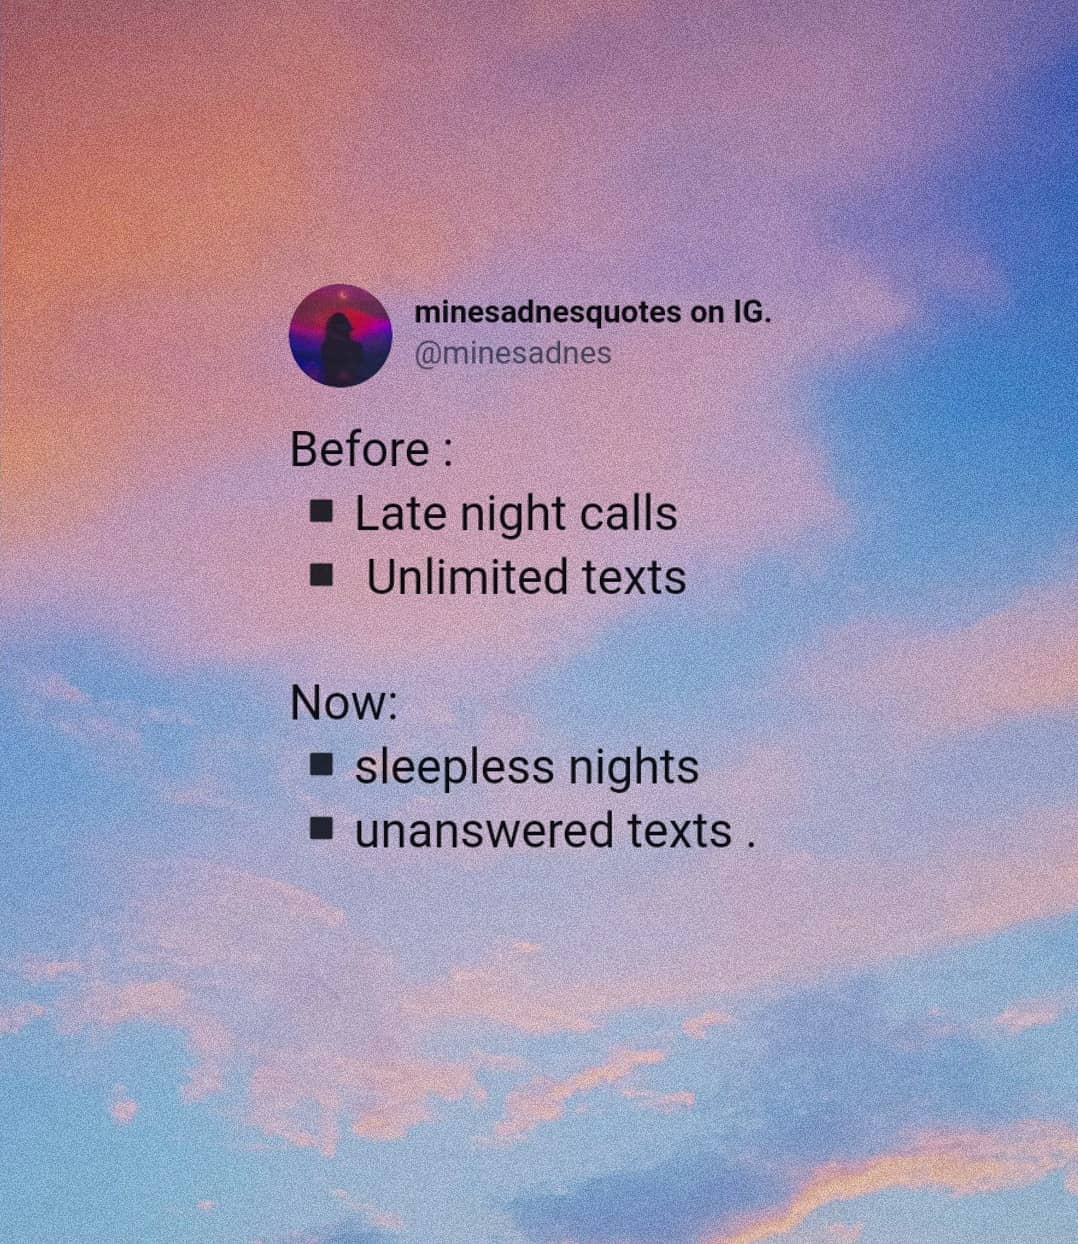 minesadnesquotes on IG.
@minesadnes
Before :
▪ Late night calls
▪ Unlimited texts
Now:
▪ sleepless nights
▪ unanswered texts .